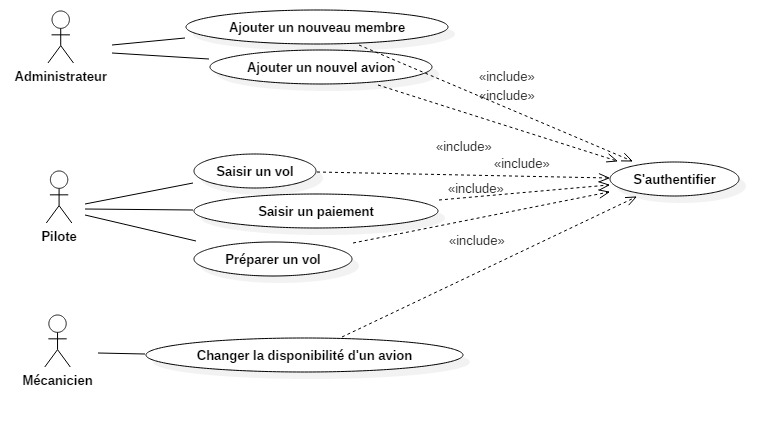 Ajouter un nouveau membre
Ajouter un nouvel avion
Administrateur
«include»
«include»
«include»
«include»
Saisir un vol
S'authentifier
«include»
Saisir un paiement
Pilote
«include»
Préparer un vol
Changer la disponibilité d'un avion
Mécanicien